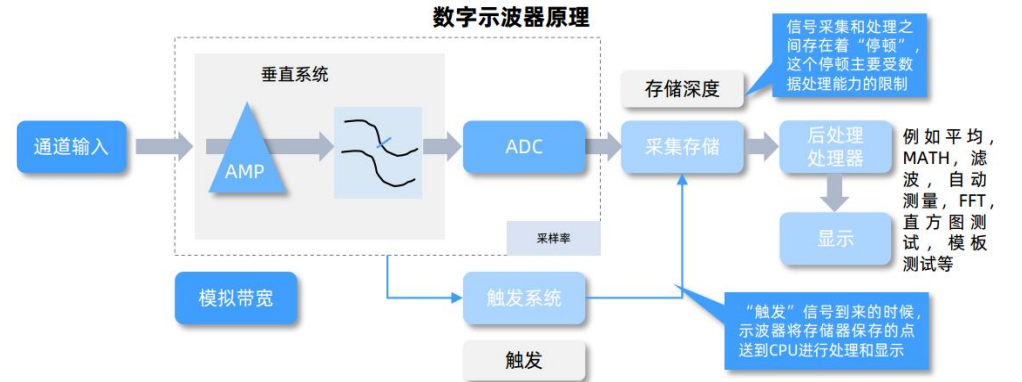 数字示波器原理
信号采集和处理之
间存在着“停顿”,
这个停顿主要受数
据处理能力的限制
垂直系统
存储深度
通道输入
AMP
ADC
采集存储
后处理
处理器
例如平均,
MATH, 滤
波, 自动
测量, FFT,
直方图测
试, 模板
测试等
采样率
显示
模拟带宽
触发系统
“触发”信号到来的时候,
示波器将存储器保存的点
送到CPU进行处理和显示
触发